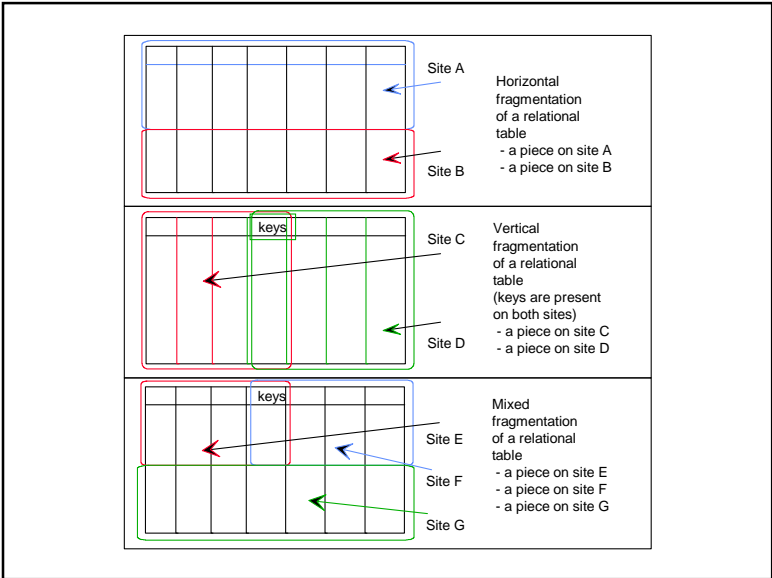 Site A
Site B
Horizontal
fragmentation
of a relational
table
- a piece on site A
- a piece on site B
keys
Site C
Site D
Vertical
fragmentation
of a relational
table
(keys are present
on both sites)
- a piece on site C
- a piece on site D
keys
Site E
Site F
Site G
Mixed
fragmentation
of a relational
table
- a piece on site E
- a piece on site F
- a piece on site G